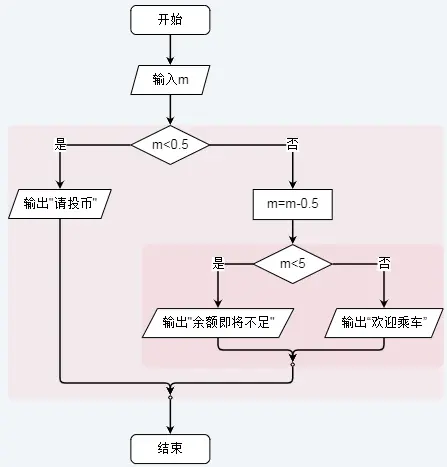 开始
输入m
m<0.5
是
否
输出"请投币"
m=m-0.5
m<5
是
否
输出"余额即将不足"
输出“欢迎乘车”
结束